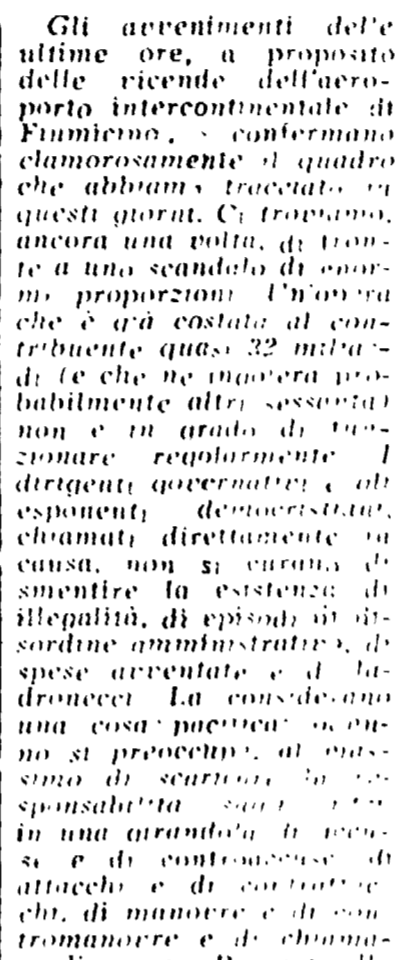 Gli avvenimenti delle
ultime ore, a proposito
delle vicende dell'aero-
porto intercontinentale di
Fiumicino, confermano
clamorosamente il quadro
che abbiamo tracciato in
questi giorni. Ci troviamo,
ancora una volta, di fron-
te a uno scandalo di enor-
mi proporzioni. Un'opera
che è già costata al con-
tribuente quasi 32 miliar-
di (e che ne ingoierà pro-
babilmente altri sessanta)
non è in grado di fun-
zionare regolarmente. I
dirigenti governativi e gli
esponenti democristiani,
chiamati direttamente in
causa, non si curano di
smentire la esistenza di
illegalità, di episodi di di-
sordine amministrativo, di
spese avventate e di la-
dronecci. La considerano
una cosa pacifica
no si preoccupa, al mas-
simo di scaricare la re-
sponsabilità
in una girandola di accu-
se e di controaccuse di
attacchi e di contrattac-
chi, di manovre e di con-
tromanovre e di chiama-